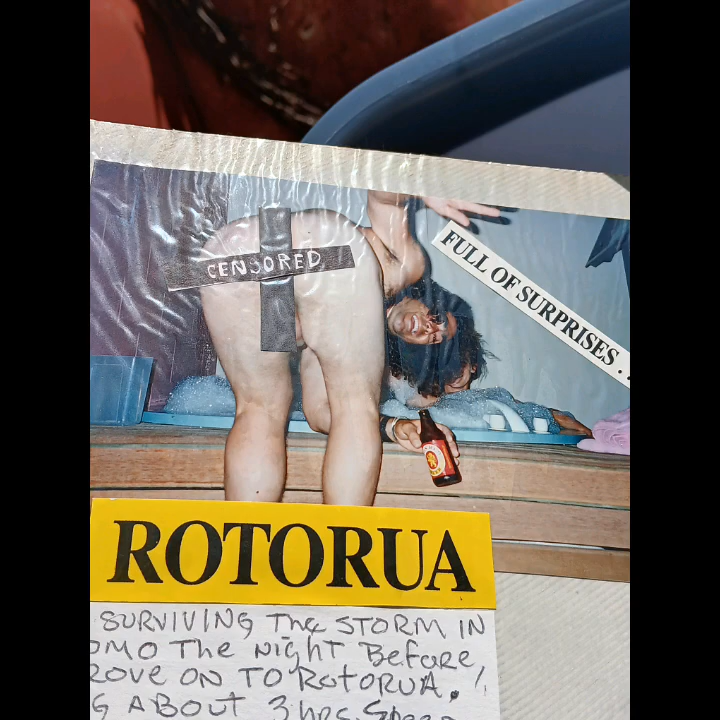 CENSORED
FULL OF SURPRISES . .
ROTORUA
SURVIVING The STORM IN
OMO The Night Before,
ROVE ON TO RotoRUA. !
G ABOUT 3 hrs.